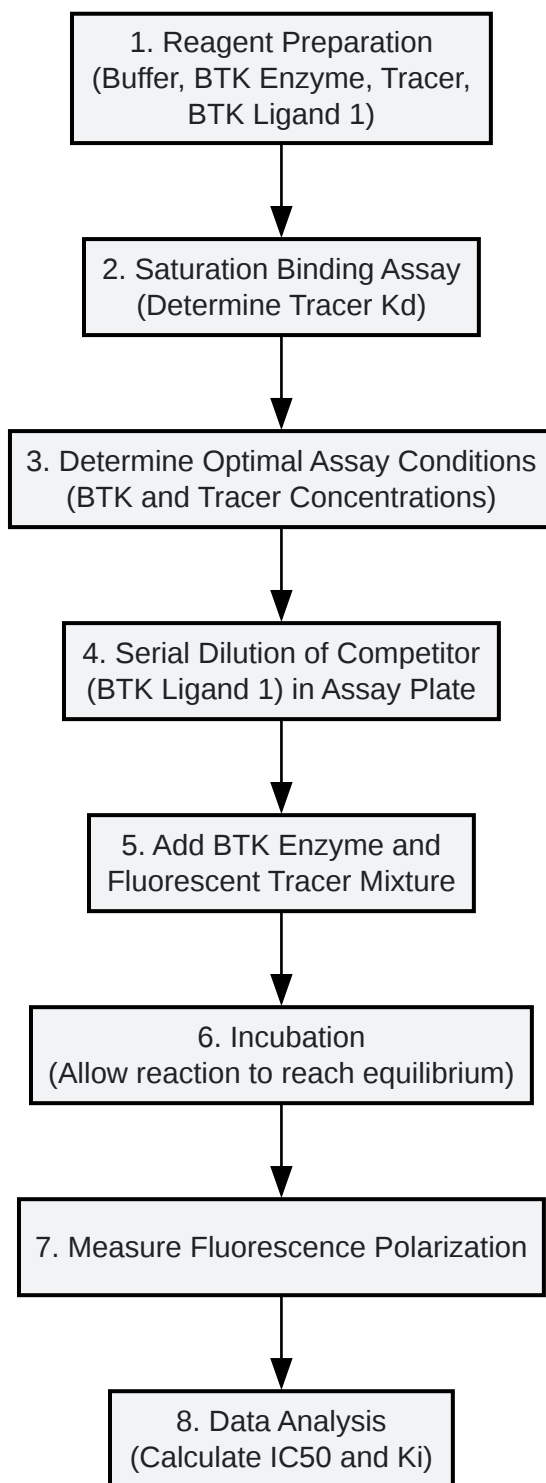 1. Reagent Preparation
(Buffer, BTK Enzyme, Tracer,
BTK Ligand 1)
2. Saturation Binding Assay
(Determine Tracer Kd)
3. Determine Optimal Assay Conditions
(BTK and Tracer Concentrations)
4. Serial Dilution of Competitor
(BTK Ligand 1) in Assay Plate
5. Add BTK Enzyme and
Fluorescent Tracer Mixture
6. Incubation
(Allow reaction to reach equilibrium)
7. Measure Fluorescence Polarization
8. Data Analysis
(Calculate IC50 and Ki)